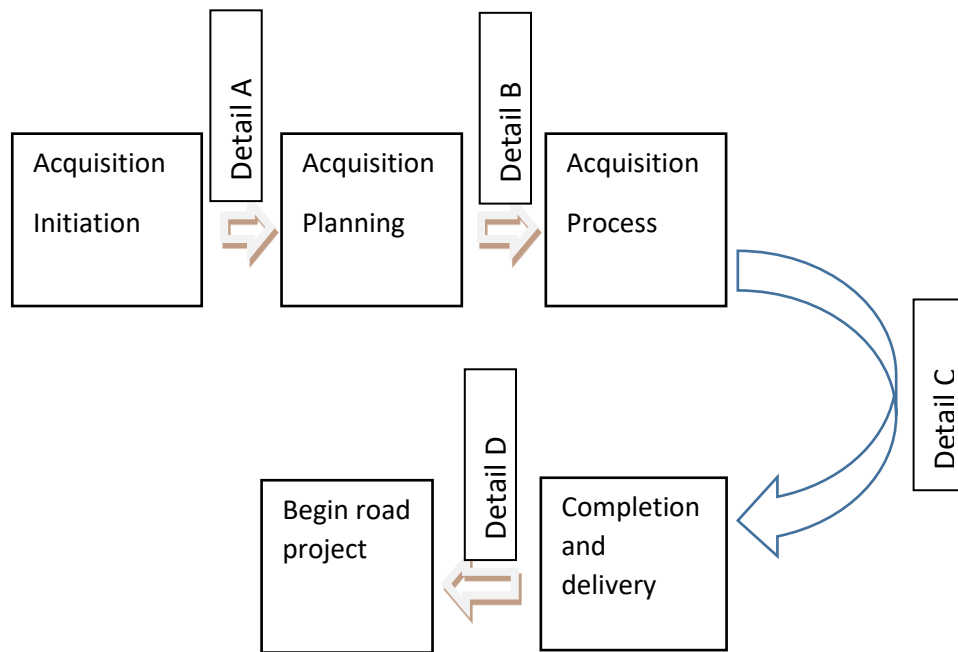 Detail A
Detail B
Acquisition
Initiation
Acquisition
Planning
Acquisition
Process
Detail C
Detail D
Begin road
project
Completion
and
delivery